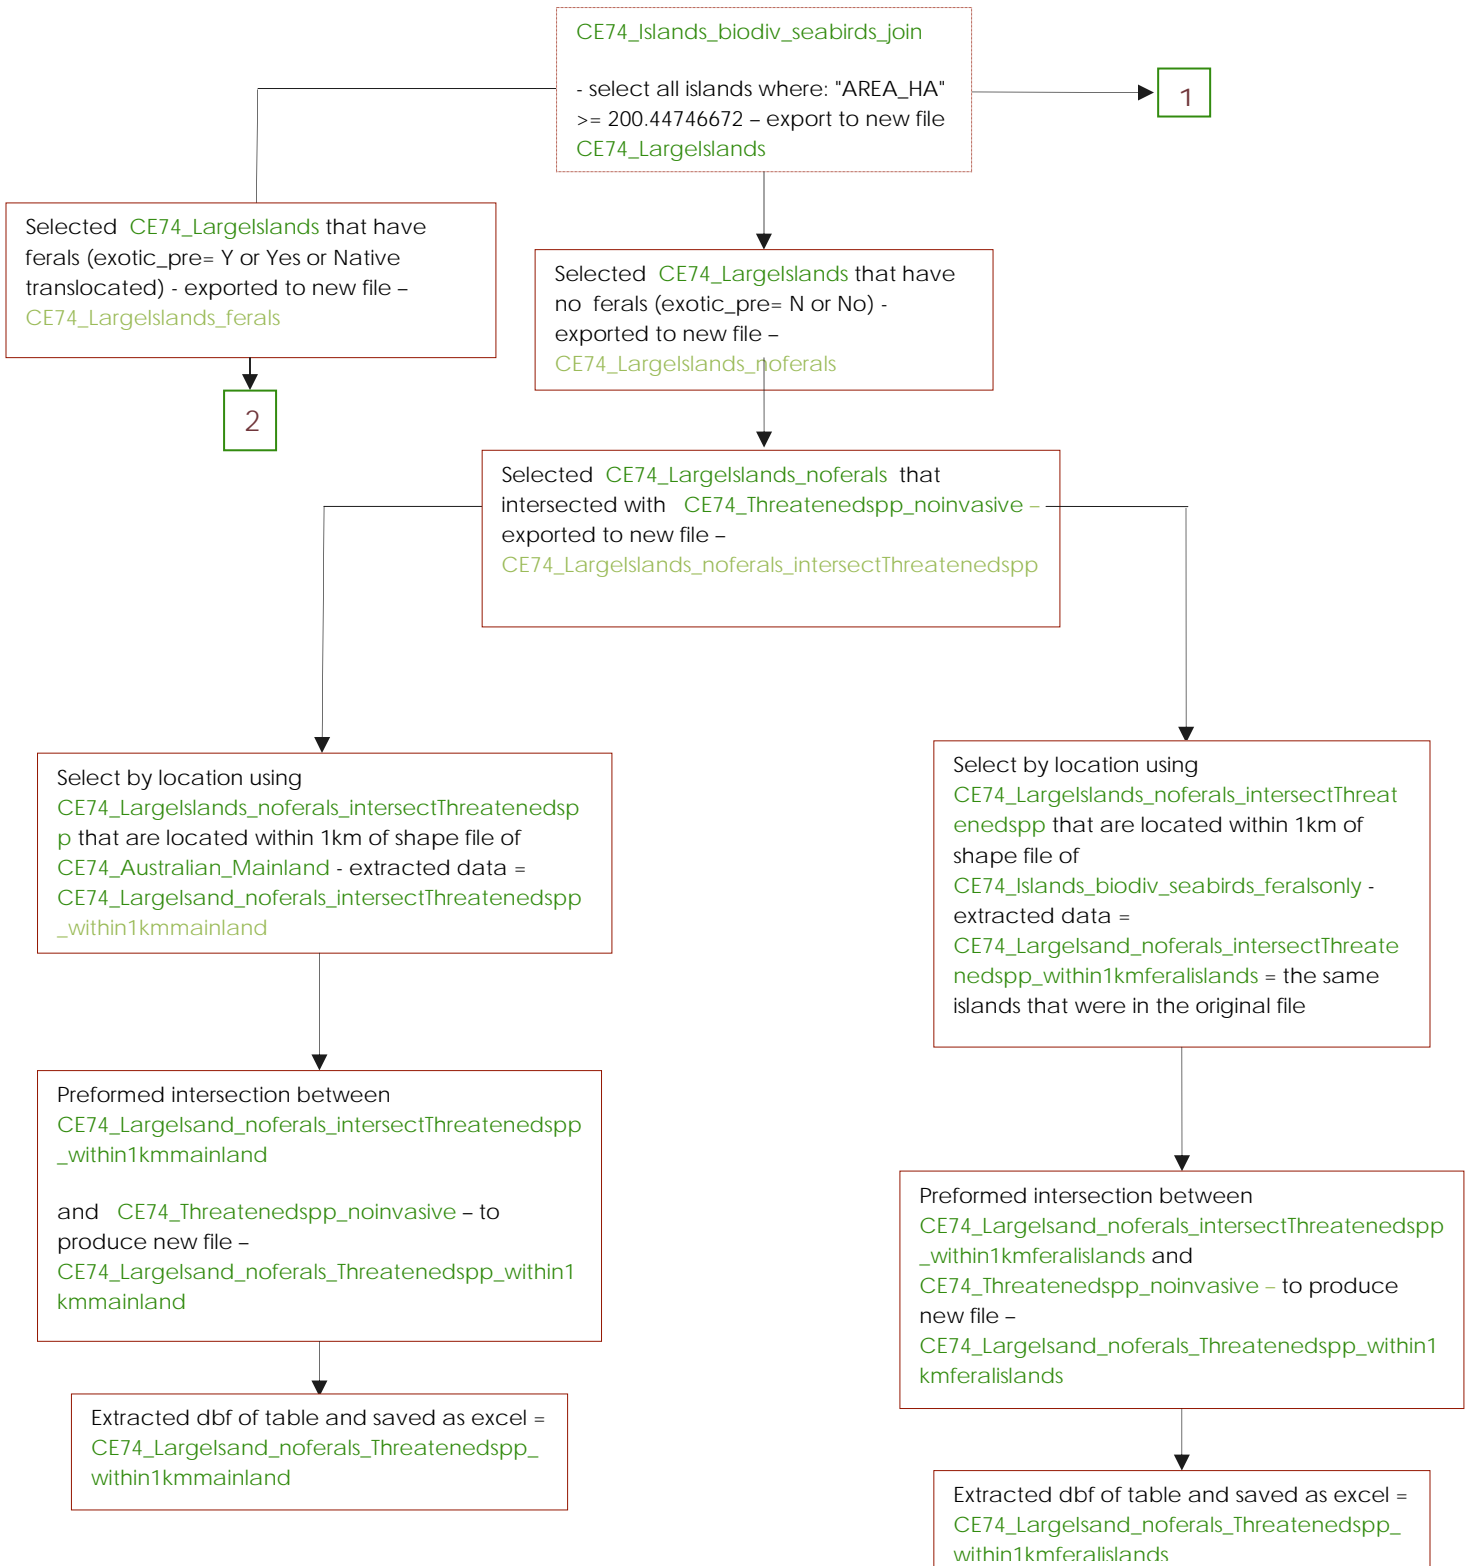 CE74_Islands_biodiv_seabirds_join
- select all islands where: "AREA_HA"
>= 200.44746672 – export to new file
CE74_LargeIslands
1
Selected CE74_LargeIslands that have
ferals (exotic_pre= Y or Yes or Native
translocated) - exported to new file –
CE74_LargeIslands_ferals
2
Selected CE74_LargeIslands that have
no ferals (exotic_pre= N or No) -
exported to new file –
CE74_LargeIslands_noferals
Selected CE74_LargeIslands_noferals that
intersected with CE74_Threatenedspp_noinvasive –
exported to new file –
CE74_LargeIslands_noferals_intersectThreatenedspp
Select by location using
CE74_LargeIslands_noferals_intersectThreatenedsp
p that are located within 1km of shape file of
CE74_Australian_Mainland - extracted data =
CE74_LargeIsand_noferals_intersectThreatenedspp
_within1kmmainland
Select by location using
CE74_LargeIslands_noferals_intersectThreat
enedspp that are located within 1km of
shape file of
CE74_Islands_biodiv_seabirds_feralsonly -
extracted data =
CE74_LargeIsand_noferals_intersectThreate
nedspp_within1kmferalislands = the same
islands that were in the original file
Preformed intersection between
CE74_LargeIsand_noferals_intersectThreatenedspp
_within1kmmainland
and CE74_Threatenedspp_noinvasive – to
produce new file –
CE74_LargeIsand_noferals_Threatenedspp_within1
kmmainland
Preformed intersection between
CE74_LargeIsand_noferals_intersectThreatenedspp
_within1kmferalislands and
CE74_Threatenedspp_noinvasive – to produce
new file –
CE74_LargeIsand_noferals_Threatenedspp_within1
kmferalislands
Extracted dbf of table and saved as excel =
CE74_LargeIsand_noferals_Threatenedspp_
within1kmmainland
Extracted dbf of table and saved as excel =
CE74_LargeIsand_noferals_Threatenedspp_
within1kmferalislands